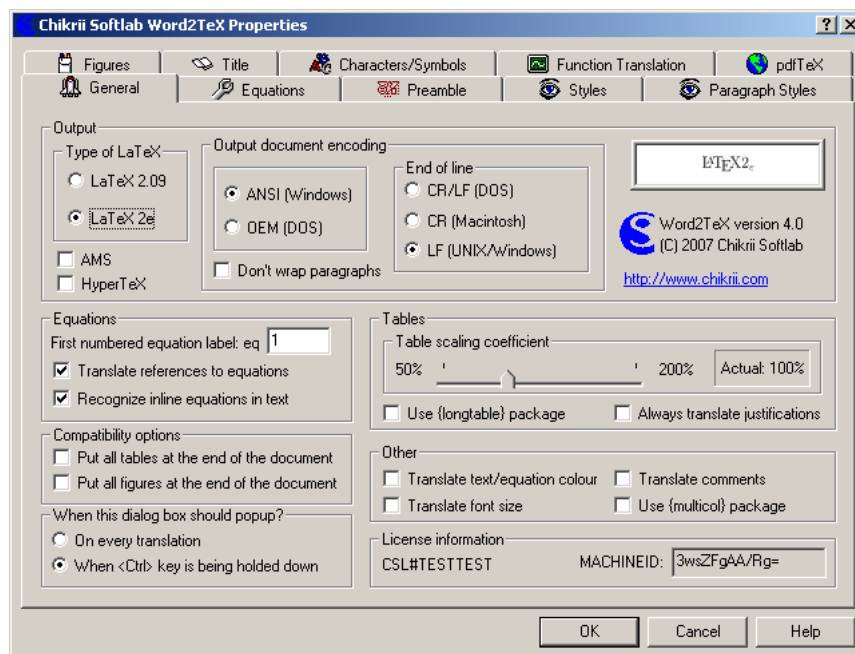 Chikrii Softlab Word2TeX Properties
Figures
Title
Characters/Symbols
Function Translation
pdfTeX
General
Equations
Preamble
Styles
Paragraph Styles
Output
Type of LaTeX
LaTeX 2.09
LaTeX 2e
AMS
HyperTeX
Output document encoding
ANSI (Windows)
OEM (DOS)
Don't wrap paragraphs
End of line
CR/LF (DOS)
CR (Macintosh)
LF (UNIX/Windows)
LATEX2ε
Word2TeX version 4.0
(C) 2007 Chikrii Softlab
http://www.chikrii.com
Equations
First numbered equation label: eq 1
Translate references to equations
Recognize inline equations in text
Tables
Table scaling coefficient
50% 200% Actual: 100%
Use {longtable} package
Always translate justifications
Compatibility options
Put all tables at the end of the document
Put all figures at the end of the document
Other
Translate text/equation colour
Translate comments
Translate font size
Use {multicol} package
When this dialog box should popup?
On every translation
When <Ctrl> key is being holded down
License information
CSL#TESTTEST MACHINEID: 3wsZFgAA/Rg=
OK Cancel Help